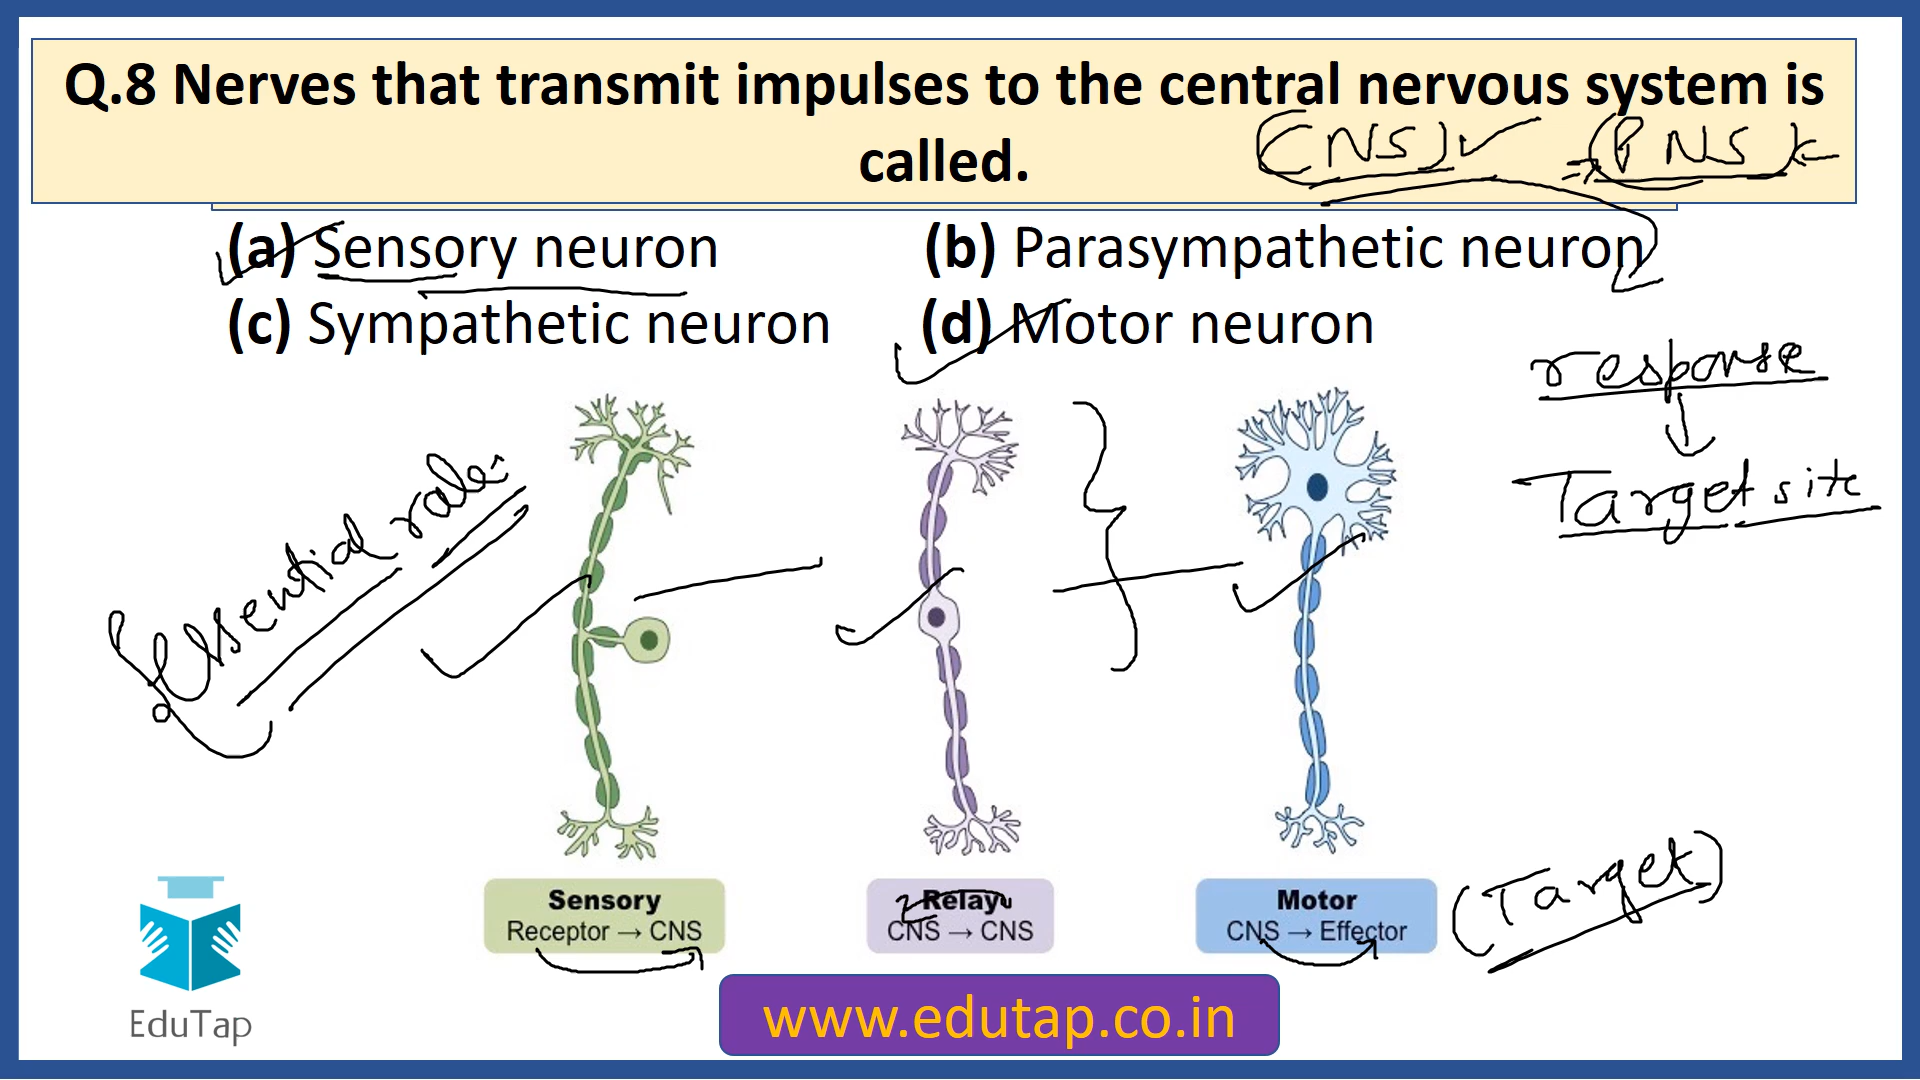 Q.8 Nerves that transmit impulses to the central nervous system is
called.
(CNS) (PNS)
(a) Sensory neuron (b) Parasympathetic neuron
(c) Sympathetic neuron (d) Motor neuron
response
Target site
Essential role:
Sensory
Receptor → CNS
Relay
CNS → CNS
Motor
CNS → Effector
(Target)
EduTap
www.edutap.co.in